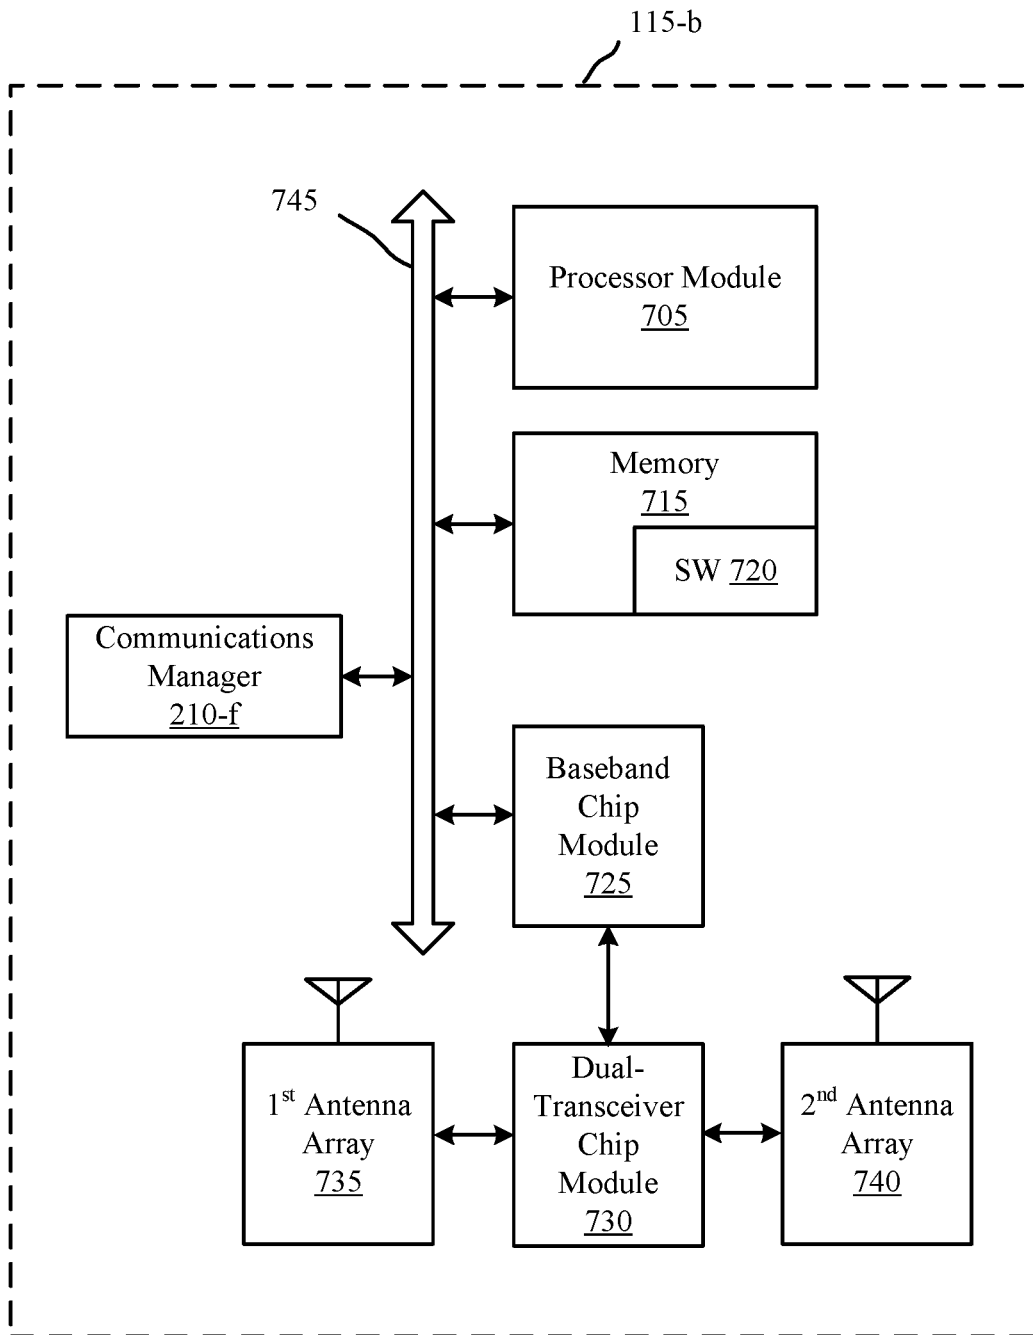 115-b
745
Processor Module
705
Memory
715
SW 720
Communications
Manager
210-f
Baseband
Chip
Module
725
1st Antenna
Array
735
Dual-
Transceiver
Chip
Module
730
2nd Antenna
Array
740